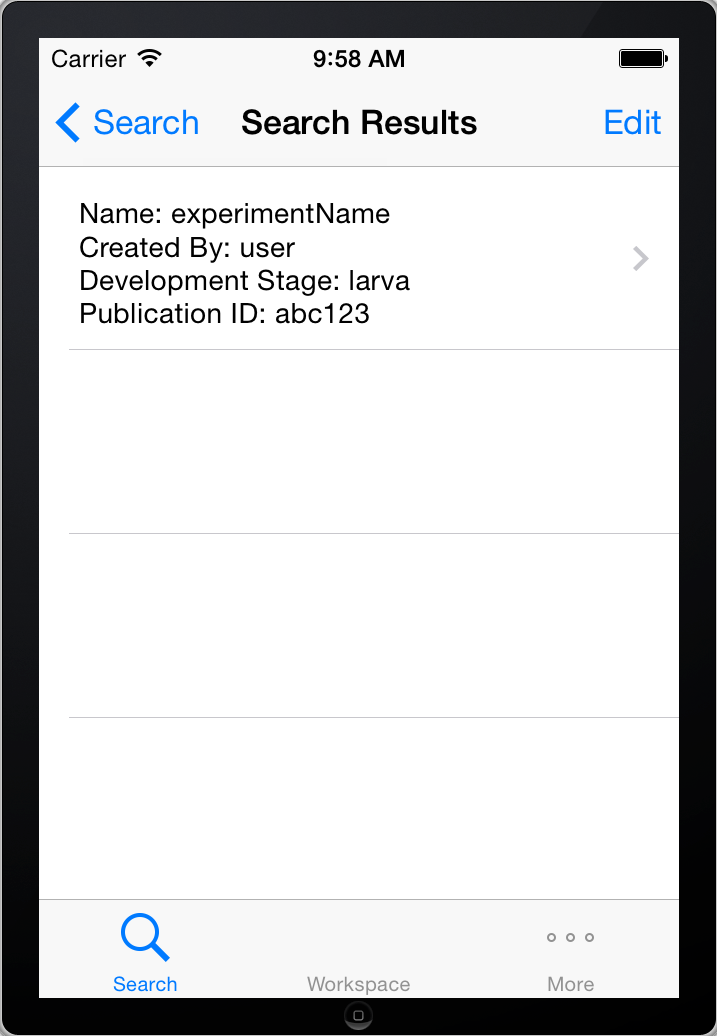 Carrier 9:58 AM
Search Search Results Edit
Name: experimentName
Created By: user
Development Stage: larva
Publication ID: abc123
Search Workspace More